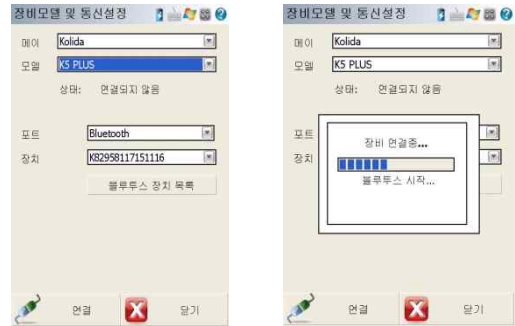 장비모델 및 통신설정
메이
Kolida
모델
K5 PLUS
상태: 연결되지 않음
포트
Bluetooth
장치
K82958117151116
블루투스 장치 목록
연결
닫기
장비모델 및 통신설정
메이
Kolida
모델
K5 PLUS
상태: 연결되지 않음
포트
장치
장비 연결중...
블루투스 시작...
연결
닫기